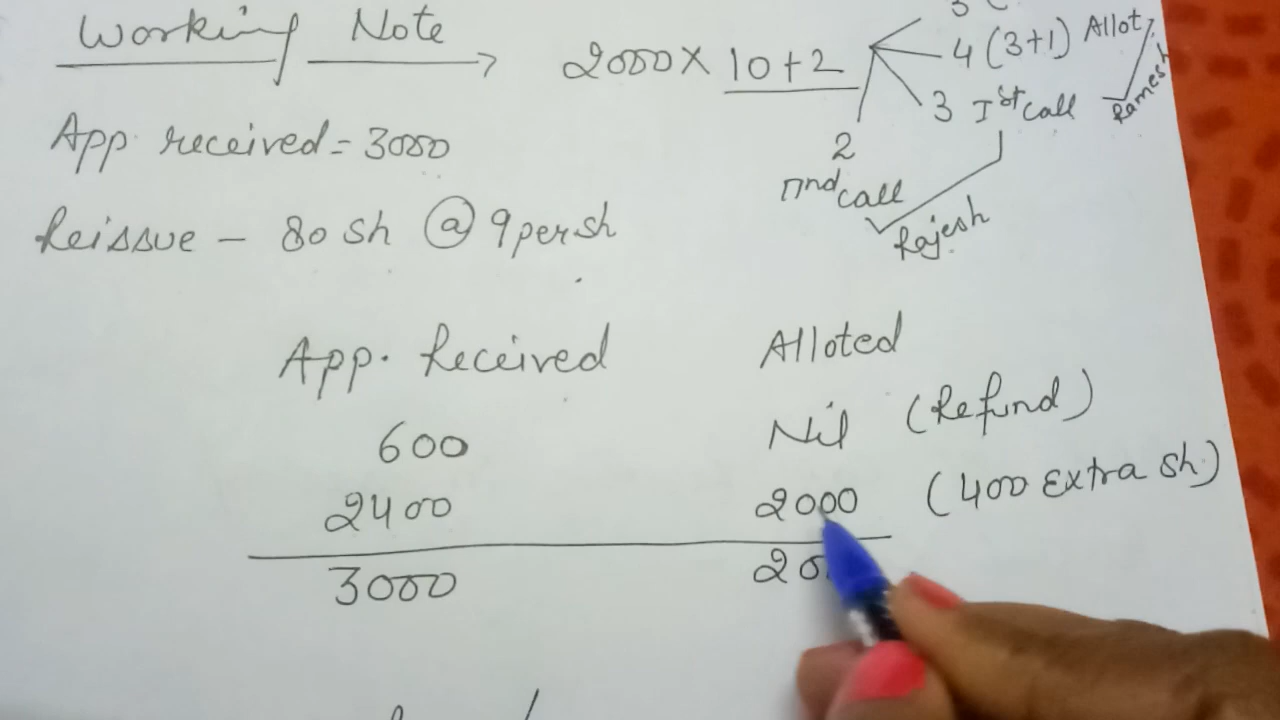 3 (
Working Note → 2000 × 10+2
4 (3+1) Allot
Ramesh
3 Ist call
App. received = 3000
2
IInd call
Rajesh
Reissue - 80 sh @ 9 per sh
App. Received Alloted
600 Nil (Refund)
2400 2000 (400 Extra sh.)
3000 20